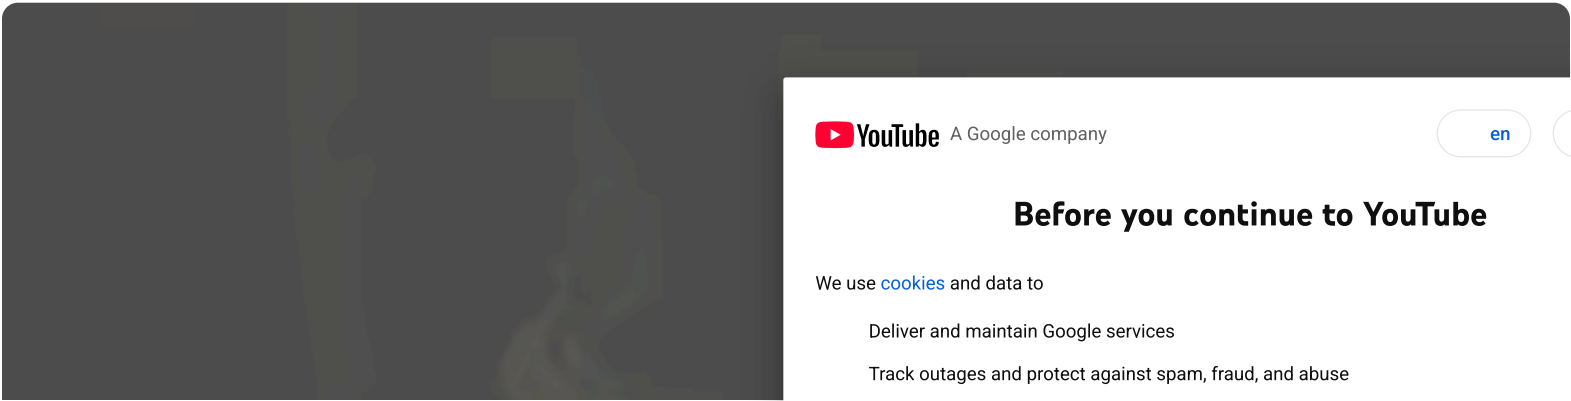 YouTube A Google company en
Before you continue to YouTube
We use cookies and data to
Deliver and maintain Google services
Track outages and protect against spam, fraud, and abuse